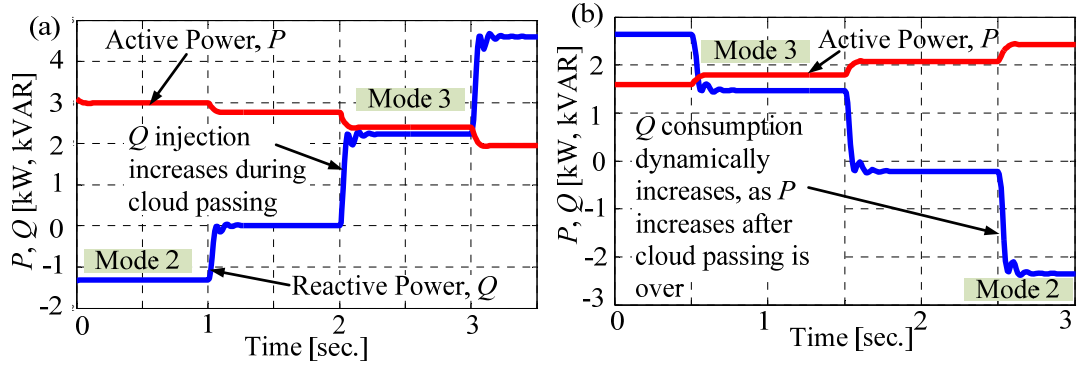 (a)
Active Power, P
Mode 3
Q injection
increases during
cloud passing
Mode 2
Reactive Power, Q
P, Q [kW, kVAR]
4
3
2
1
0
-1
-2
0
1
2
3
Time [sec.]
(b)
Mode 3
Active Power, P
Q consumption
dynamically
increases, as P
increases after
cloud passing is
over
Mode 2
P, Q [kW, kVAR]
2
1
0
-1
-2
-3
0
1
2
3
Time [sec.]